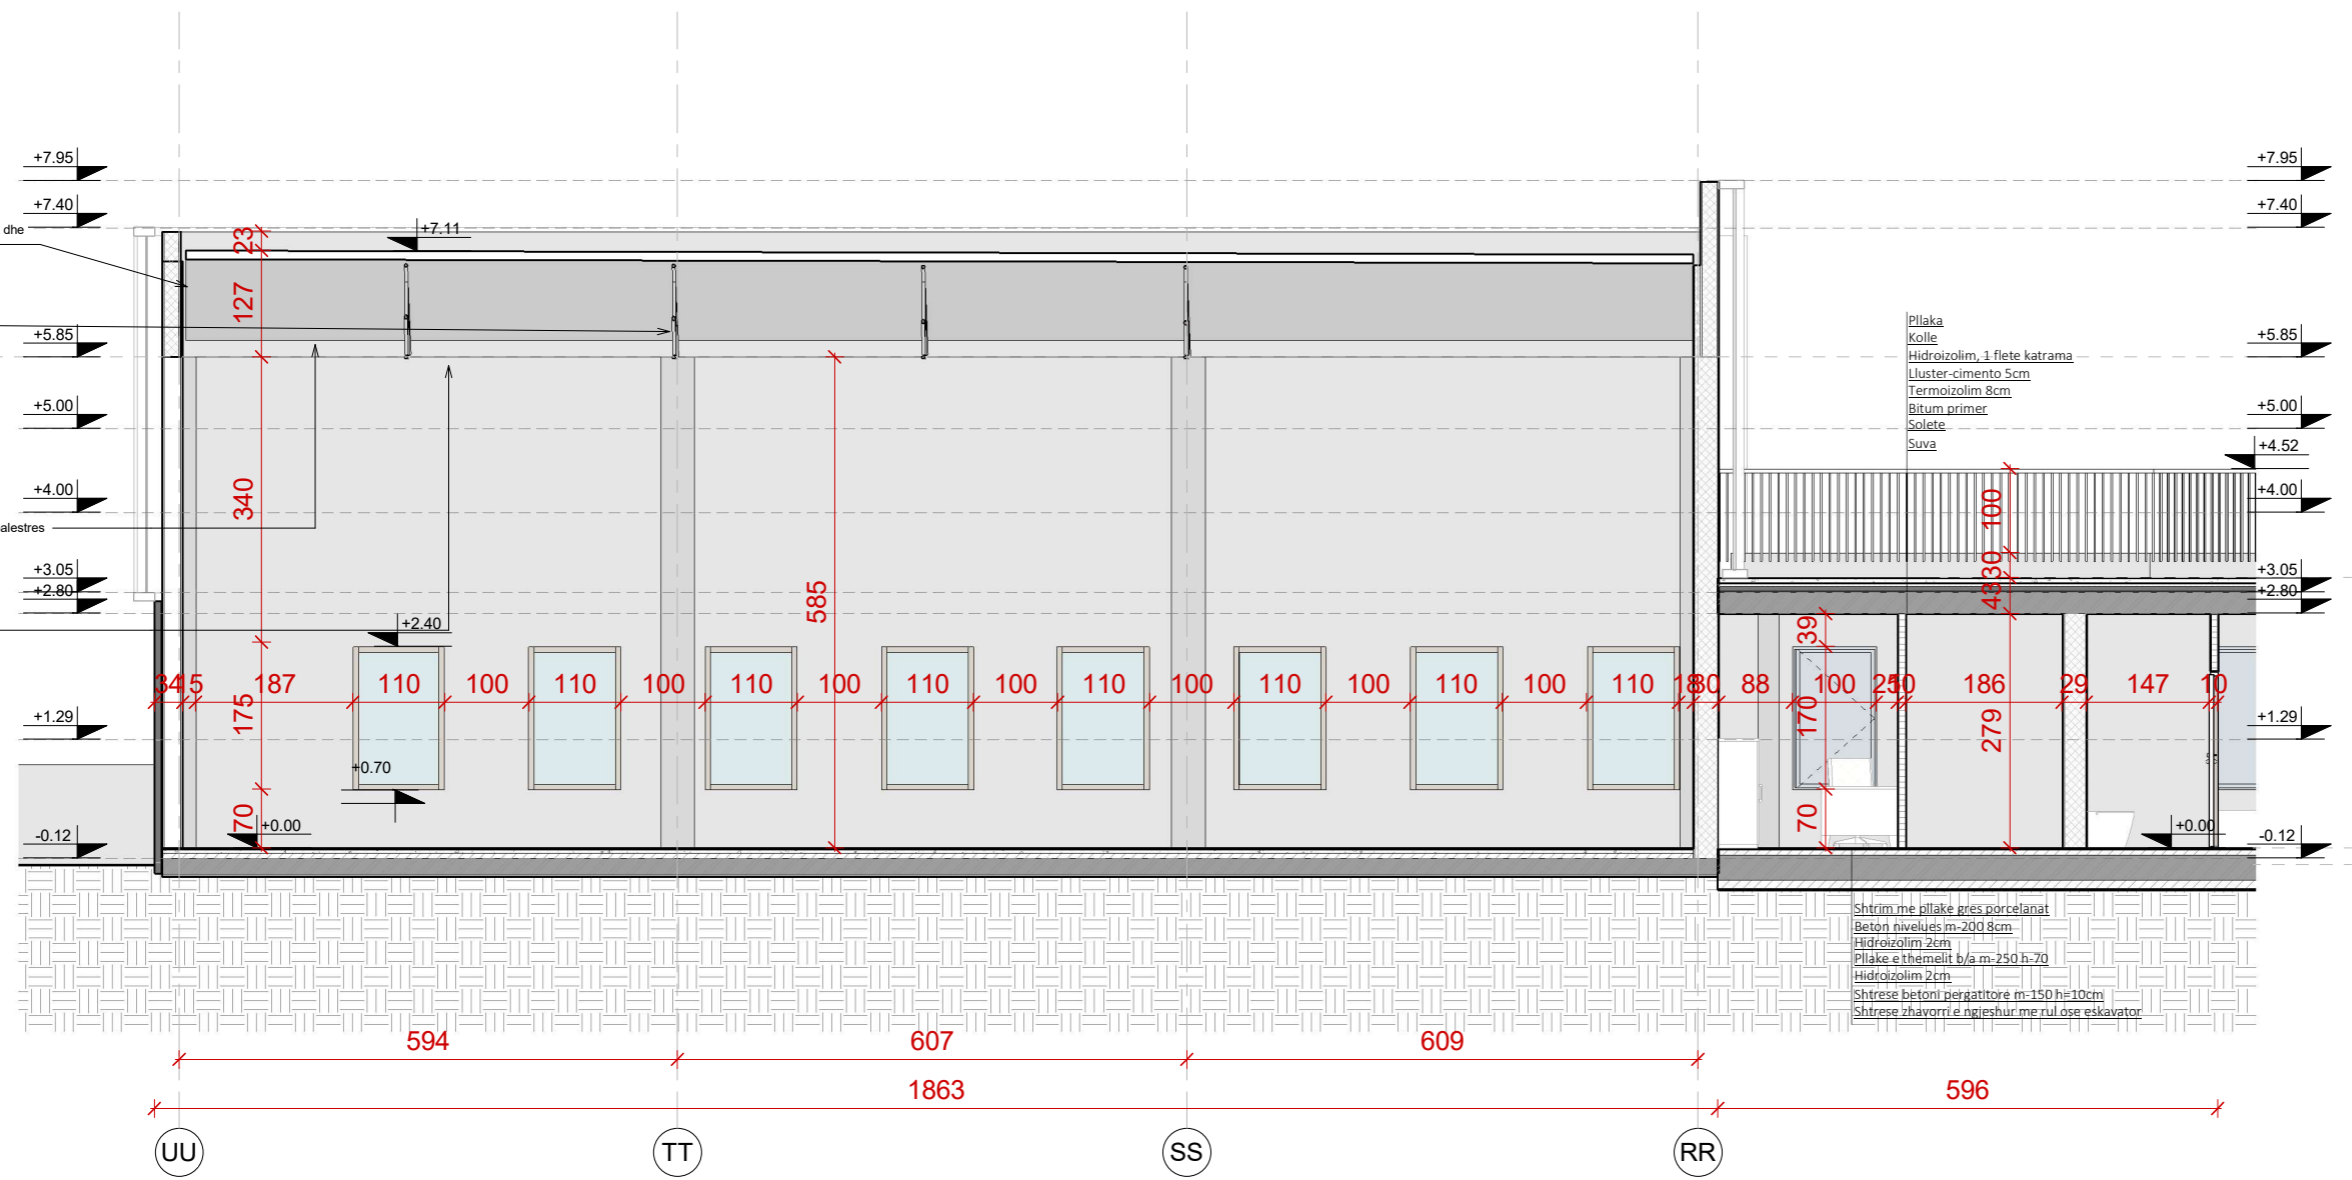 +7.95
+7.40
dhe
+5.85
+5.00
+4.00
alestres
+3.05
+2.80
+1.29
-0.12
+7.11
23
127
340
175
70
585
+2.40
+0.70
+0.00
34 15 187 110 100 110 100 110 100 110 100 110 100 110 100 110 100 110 18 30 88 100 25 10 186 29 147 10
Pllaka
Kolle
Hidroizolim, 1 flete katrama
Lluster-cimento 5cm
Termoizolim 8cm
Bitum primer
Solete
Suva
+7.95
+7.40
+5.85
+5.00
+4.52
+4.00
+3.05
+2.80
+1.29
-0.12
100
30
43
39
170
70
279
+0.00
Shtrim me pllake gres porcelanat
Beton nivelues m-200 8cm
Hidroizolim 2cm
Pllake e themelit b/a m-250 h-70
Hidroizolim 2cm
Shtrese betoni pergatitore m-150 h=10cm
Shtrese zhavorri e ngjeshur me rul ose eskavator
594 607 609
1863 596
UU TT SS RR